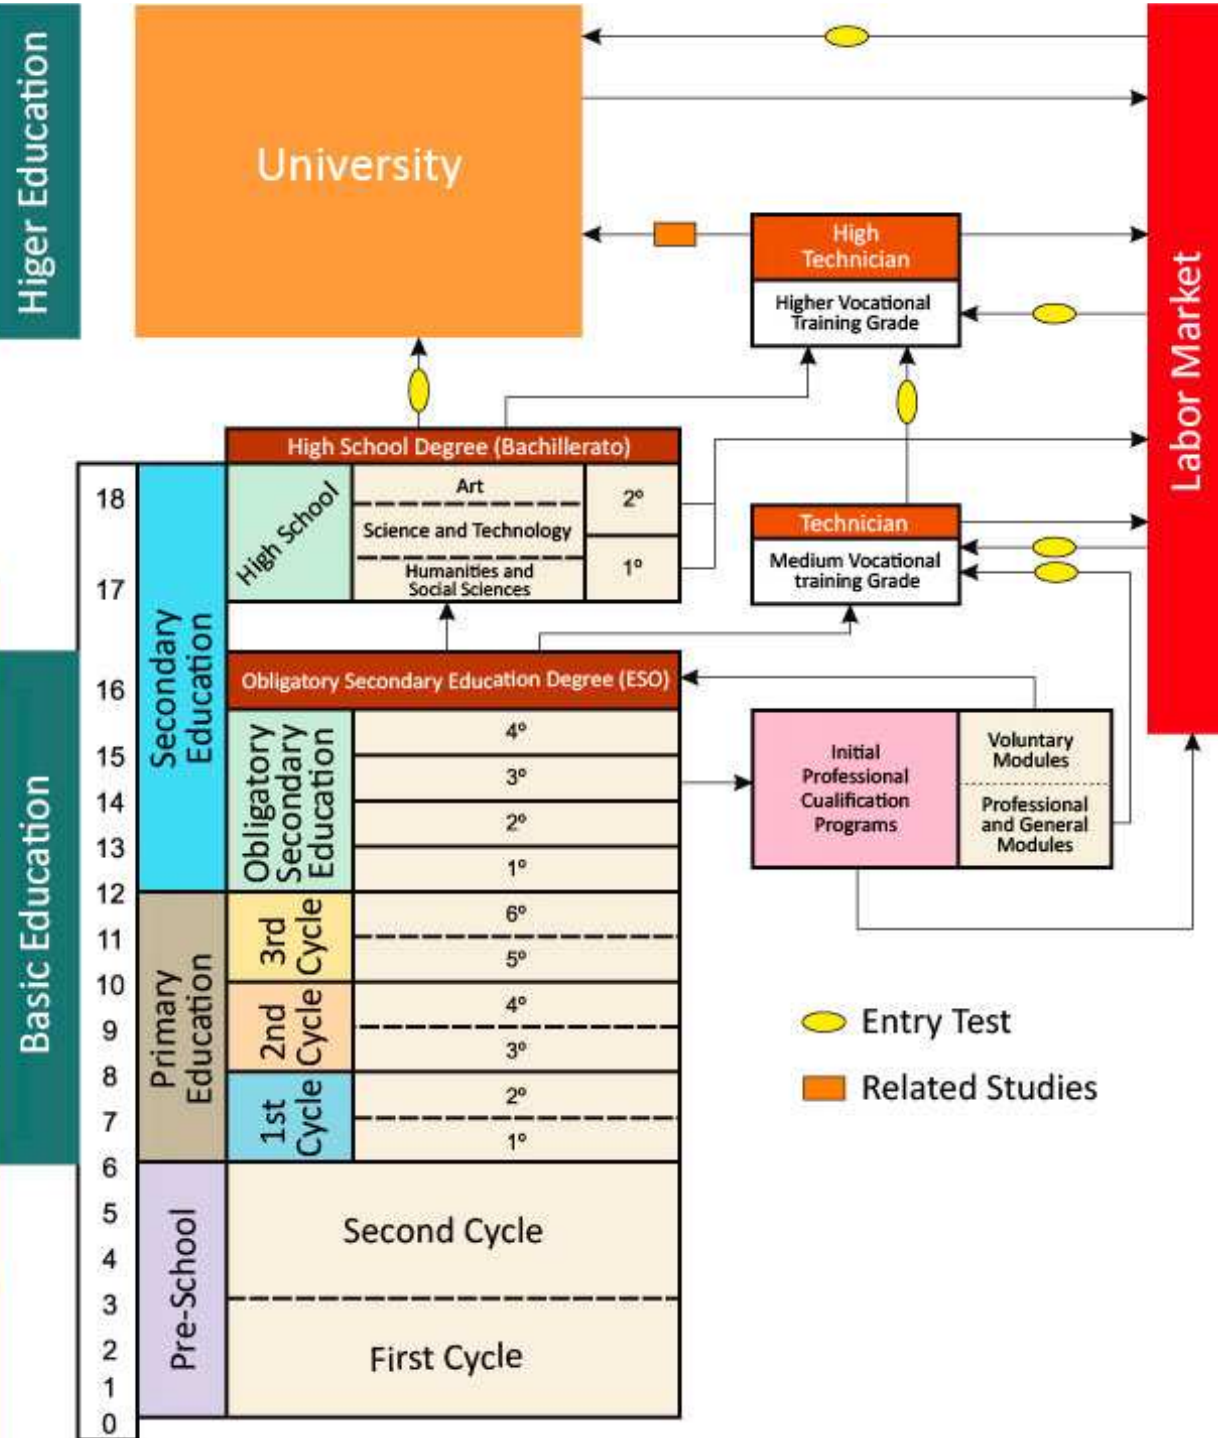 Higer Education
University
High
Technician
Higher Vocational
Training Grade
Labor Market
High School Degree (Bachillerato)
High School
Art
Science and Technology
Humanities and
Social Sciences
2º
1º
Technician
Medium Vocational
training Grade
18
17
16
15
14
13
12
11
10
9
8
7
6
5
4
3
2
1
0
Secondary
Education
Basic Education
Obligatory Secondary Education Degree (ESO)
Obligatory
Secondary
Education
4º
3º
2º
1º
Initial
Professional
Cualification
Programs
Voluntary
Modules
Professional
and General
Modules
Primary
Education
3rd
Cycle
6º
5º
2nd
Cycle
4º
3º
1st
Cycle
2º
1º
Entry Test
Related Studies
Pre-School
Second Cycle
First Cycle